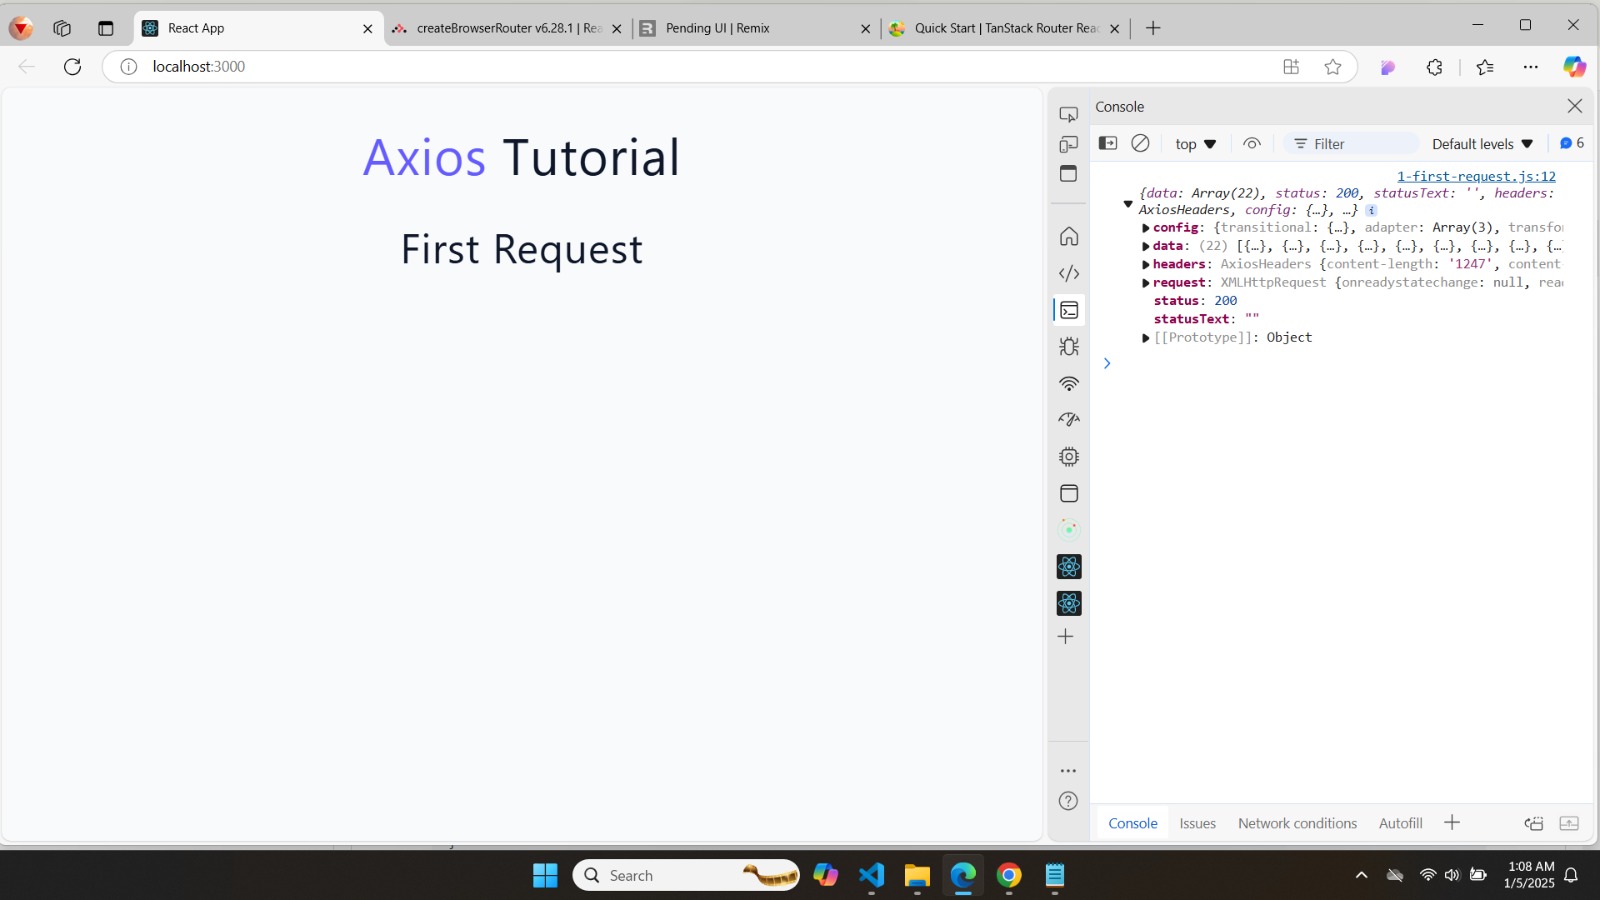 React App
createBrowserRouter v6.28.1 | Rea
Pending UI | Remix
Quick Start | TanStack Router Reac
localhost:3000
Axios Tutorial
First Request
Console
top
Filter
Default levels
6
1-first-request.js:12
{data: Array(22), status: 200, statusText: '', headers:
AxiosHeaders, config: {…}, …}
config: {transitional: {…}, adapter: Array(3), transfor
data: (22) [{…}, {…}, {…}, {…}, {…}, {…}, {…}, {…}, {…
headers: AxiosHeaders {content-length: '1247', content-
request: XMLHttpRequest {onreadystatechange: null, read
status: 200
statusText: ""
[[Prototype]]: Object
Console
Issues
Network conditions
Autofill
Search
1:08 AM
1/5/2025